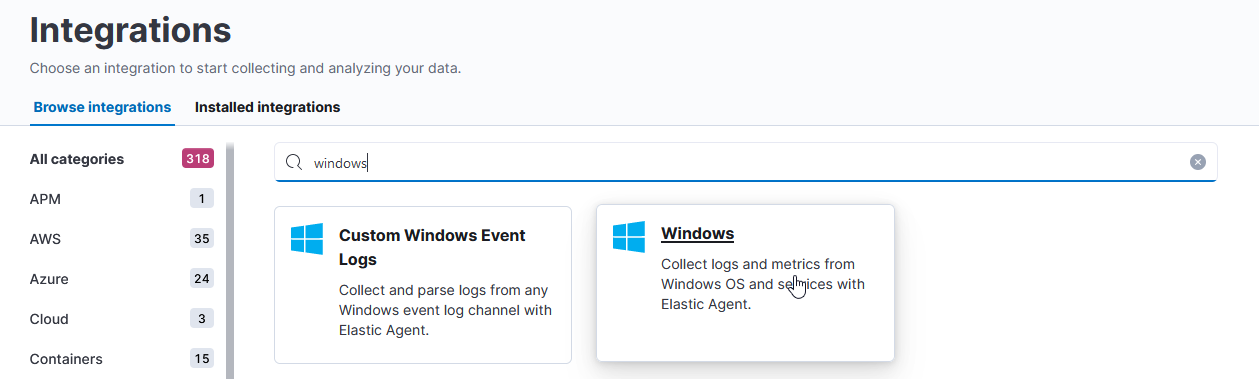 Integrations
Choose an integration to start collecting and analyzing your data.
Browse integrations
Installed integrations
All categories 318
APM 1
AWS 35
Azure 24
Cloud 3
Containers 15
windows
Custom Windows Event
Logs
Collect and parse logs from any
Windows event log channel with
Elastic Agent.
Windows
Collect logs and metrics from
Windows OS and services with
Elastic Agent.